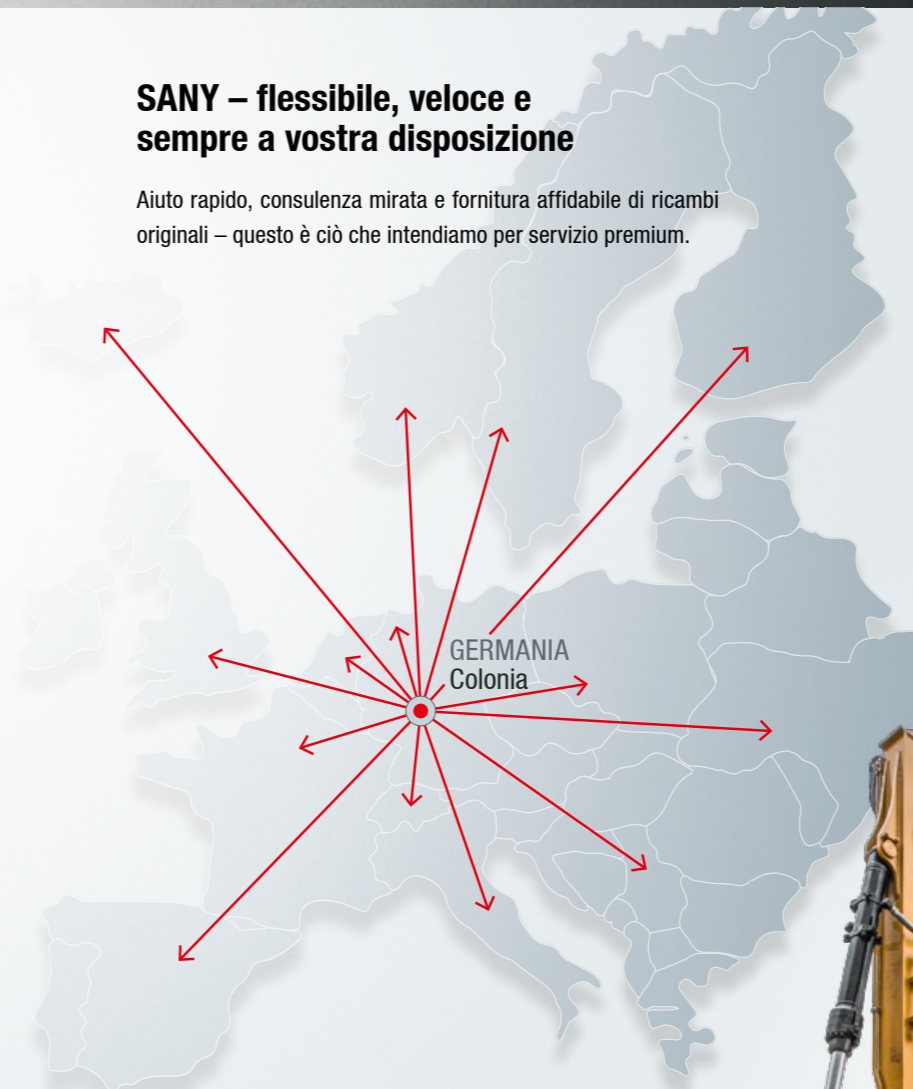 SANY – flessibile, veloce e
sempre a vostra disposizione
Aiuto rapido, consulenza mirata e fornitura affidabile di ricambi
originali – questo è ciò che intendiamo per servizio premium.
GERMANIA
Colonia